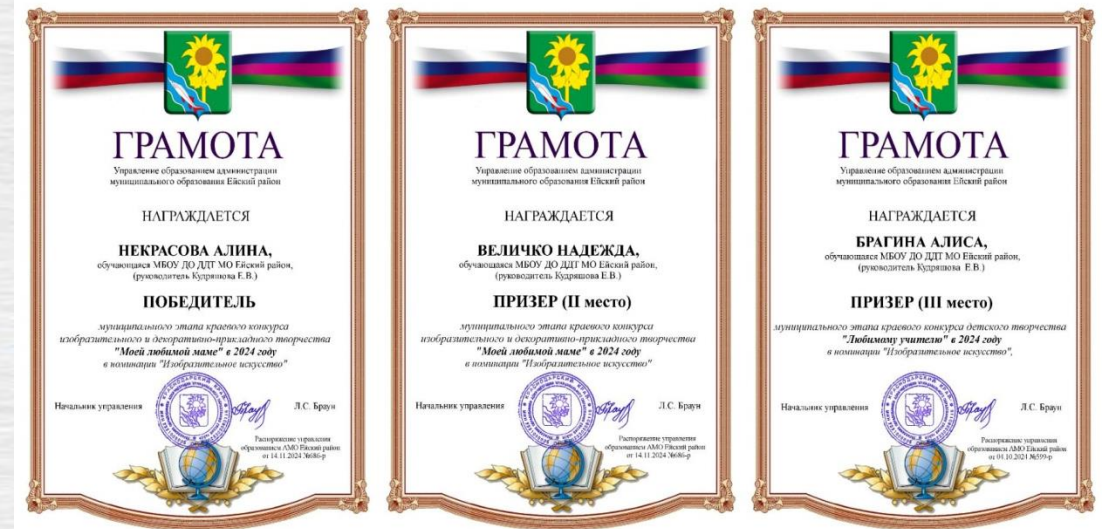 ГРАМОТА
Управление образованием администрации
муниципального образования Ейский район
НАГРАЖДАЕТСЯ
НЕКРАСОВА АЛИНА,
обучающаяся МБОУ ДО ДДТ МО Ейский район,
(руководитель Кудряшова Е.В.)
ПОБЕДИТЕЛЬ
муниципального этапа краевого конкурса
изобразительного и декоративно-прикладного творчества
"Моей любимой маме" в 2024 году
в номинации "Изобразительное искусство"
Начальник управления
Л.С. Браун
Распоряжение управления
образованием АМО Ейский район
от 14.11.2024 №686-р
ГРАМОТА
Управление образованием администрации
муниципального образования Ейский район
НАГРАЖДАЕТСЯ
ВЕЛИЧКО НАДЕЖДА,
обучающаяся МБОУ ДО ДДТ МО Ейский район,
(руководитель Кудряшова Е.В.)
ПРИЗЕР (II место)
муниципального этапа краевого конкурса
изобразительного и декоративно-прикладного творчества
"Моей любимой маме" в 2024 году
в номинации "Изобразительное искусство"
Начальник управления
Л.С. Браун
Распоряжение управления
образованием АМО Ейский район
от 14.11.2024 №686-р
ГРАМОТА
Управление образованием администрации
муниципального образования Ейский район
НАГРАЖДАЕТСЯ
БРАГИНА АЛИСА,
обучающаяся МБОУ ДО ДДТ МО Ейский район,
(руководитель Кудряшова Е.В.)
ПРИЗЕР (III место)
муниципального этапа краевого конкурса детского творчества
"Любимому учителю" в 2024 году
в номинации "Изобразительное искусство",
Начальник управления
Л.С. Браун
Распоряжение управления
образованием АМО Ейский район
от 04.10.2024 №599-р